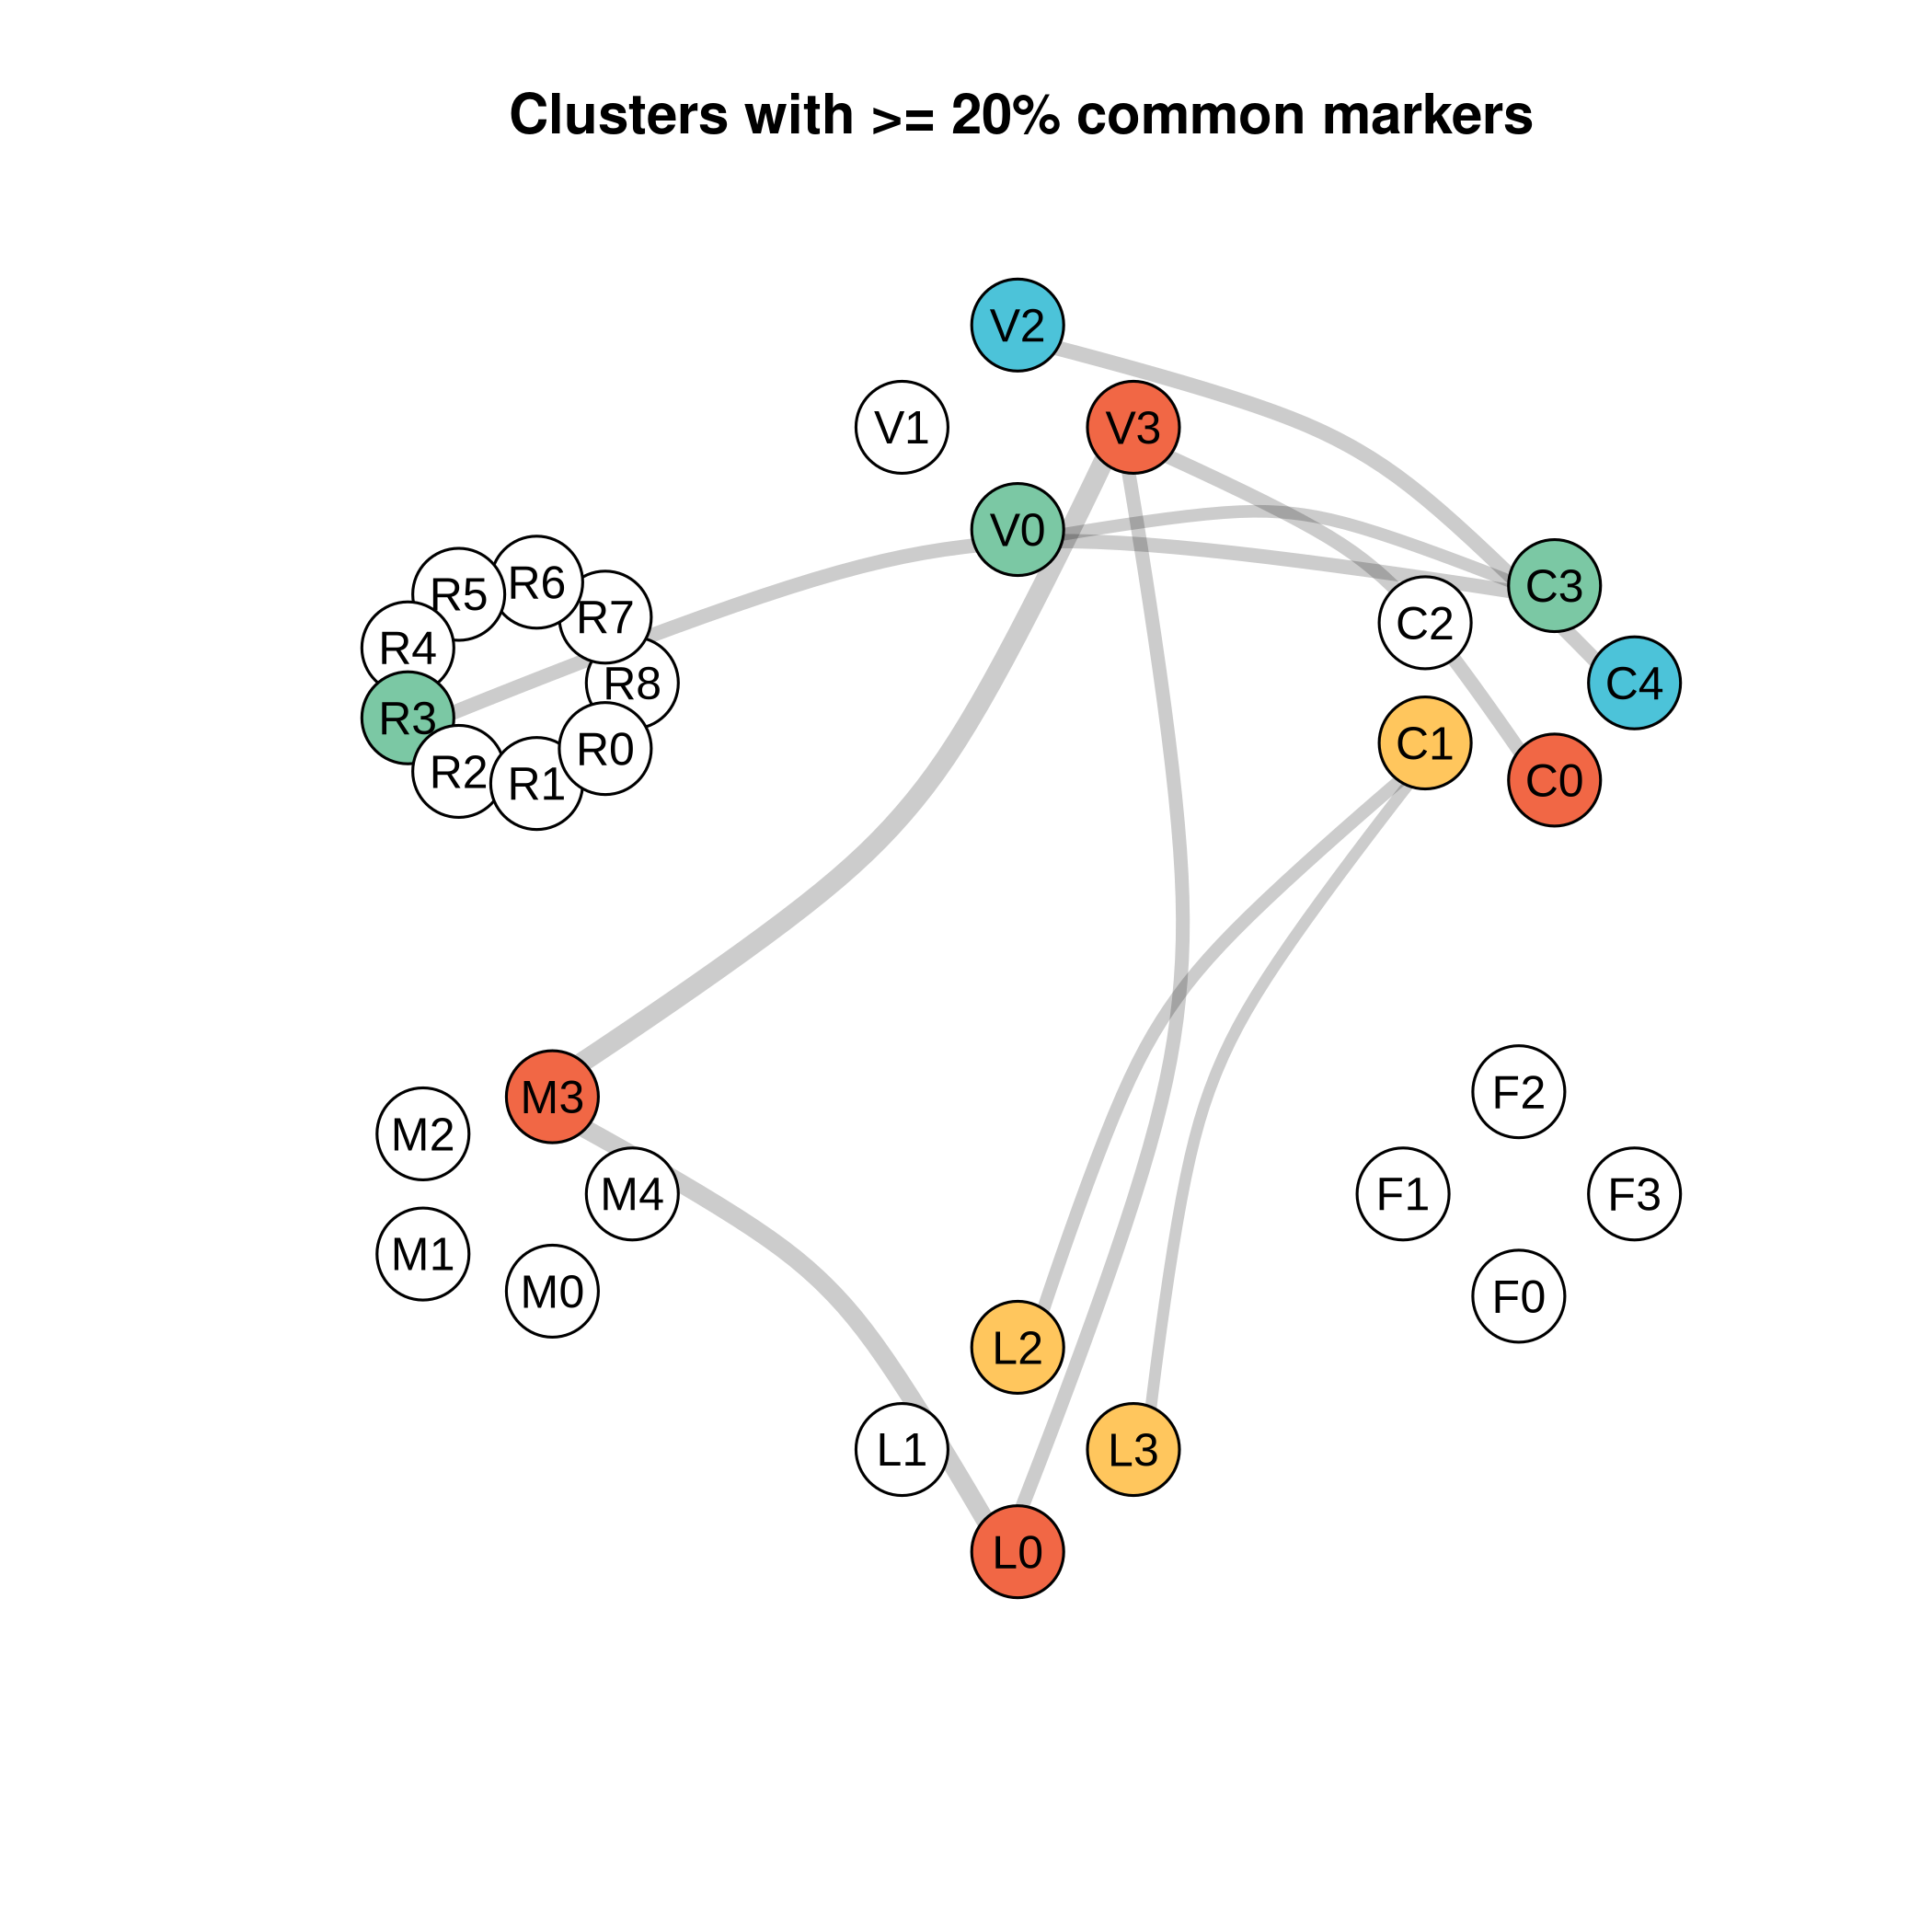 Clusters with >= 20% common markers
V2
V1
V3
V0
R5
R6
R7
R4
R8
R3
R2
R1
R0
C3
C2
C4
C1
C0
M3
M2
M4
M1
M0
F2
F1
F3
F0
L2
L1
L3
L0